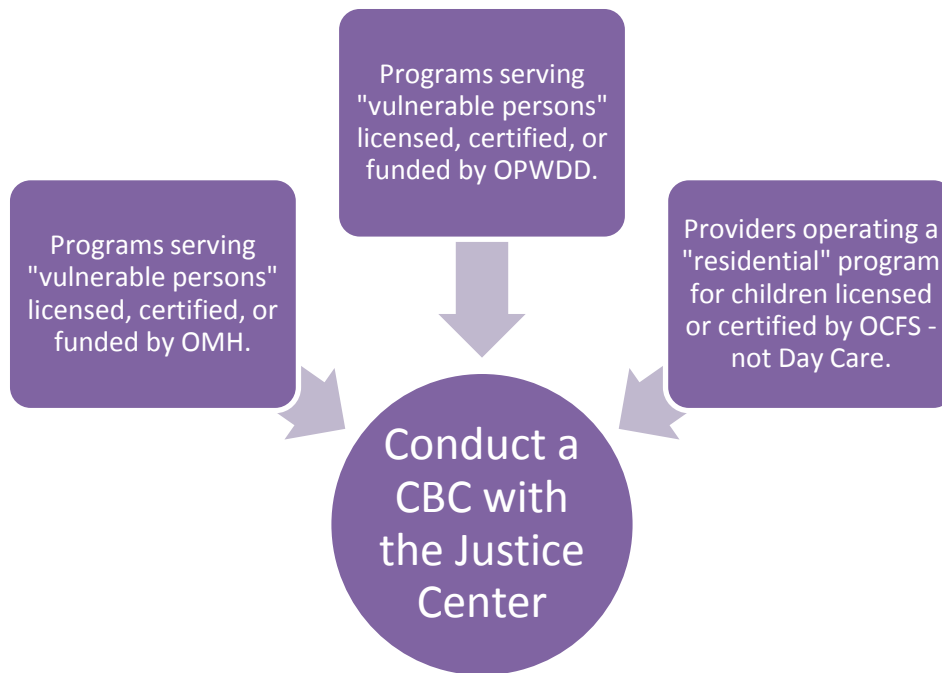 Programs serving
"vulnerable persons"
licensed, certified, or
funded by OMH.
Programs serving
"vulnerable persons"
licensed, certified, or
funded by OPWDD.
Providers operating a
"residential" program
for children licensed
or certified by OCFS -
not Day Care.
Conduct a
CBC with
the Justice
Center